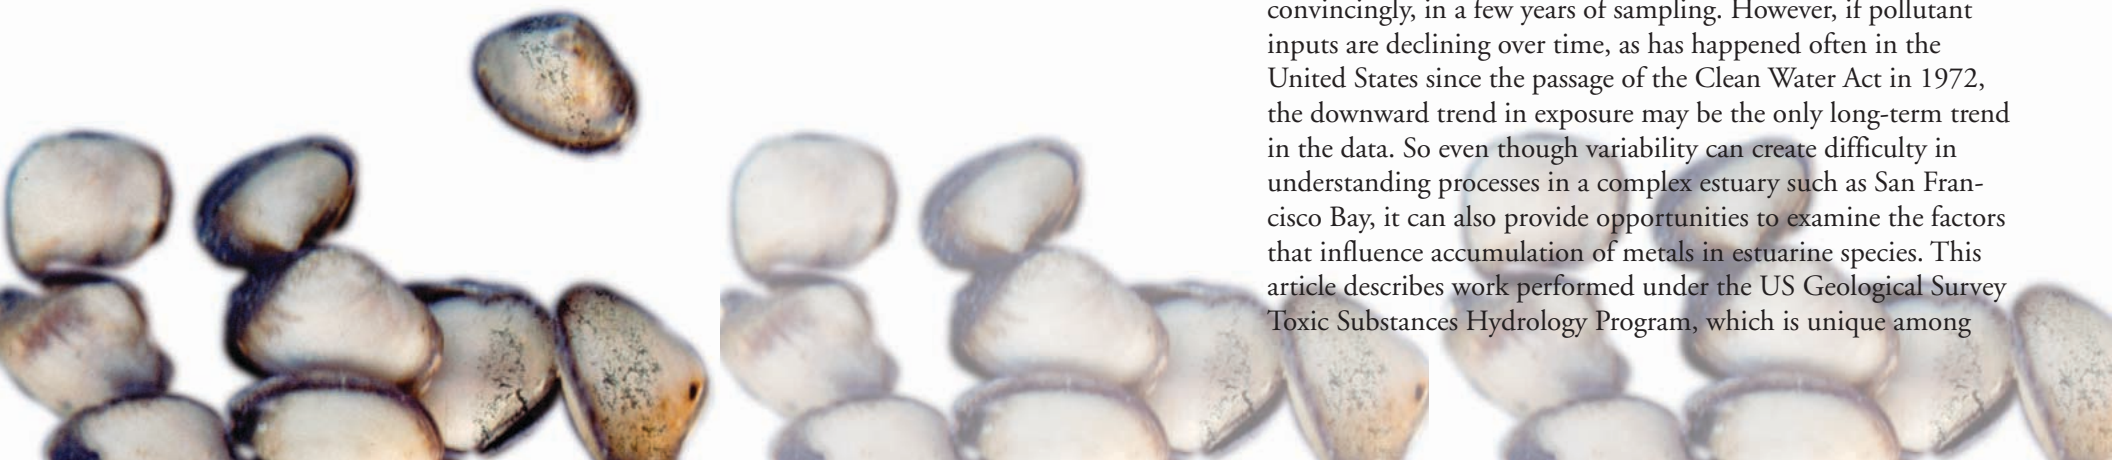 convincingly, in a few years of sampling. However, if pollutant
inputs are declining over time, as has happened often in the
United States since the passage of the Clean Water Act in 1972,
the downward trend in exposure may be the only long-term trend
in the data. So even though variability can create difficulty in
understanding processes in a complex estuary such as San Fran-
cisco Bay, it can also provide opportunities to examine the factors
that influence accumulation of metals in estuarine species. This
article describes work performed under the US Geological Survey
Toxic Substances Hydrology Program, which is unique among